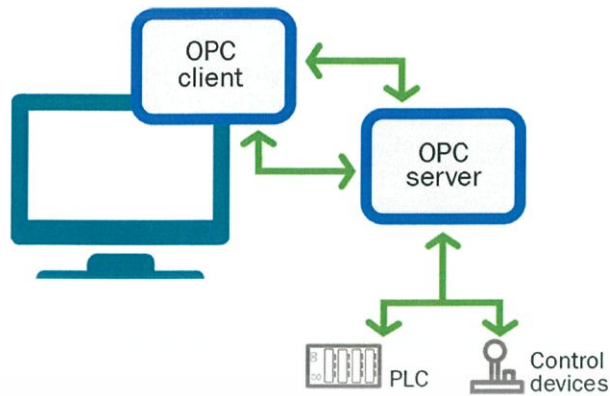 OPC
client
OPC
server
PLC
Control
devices